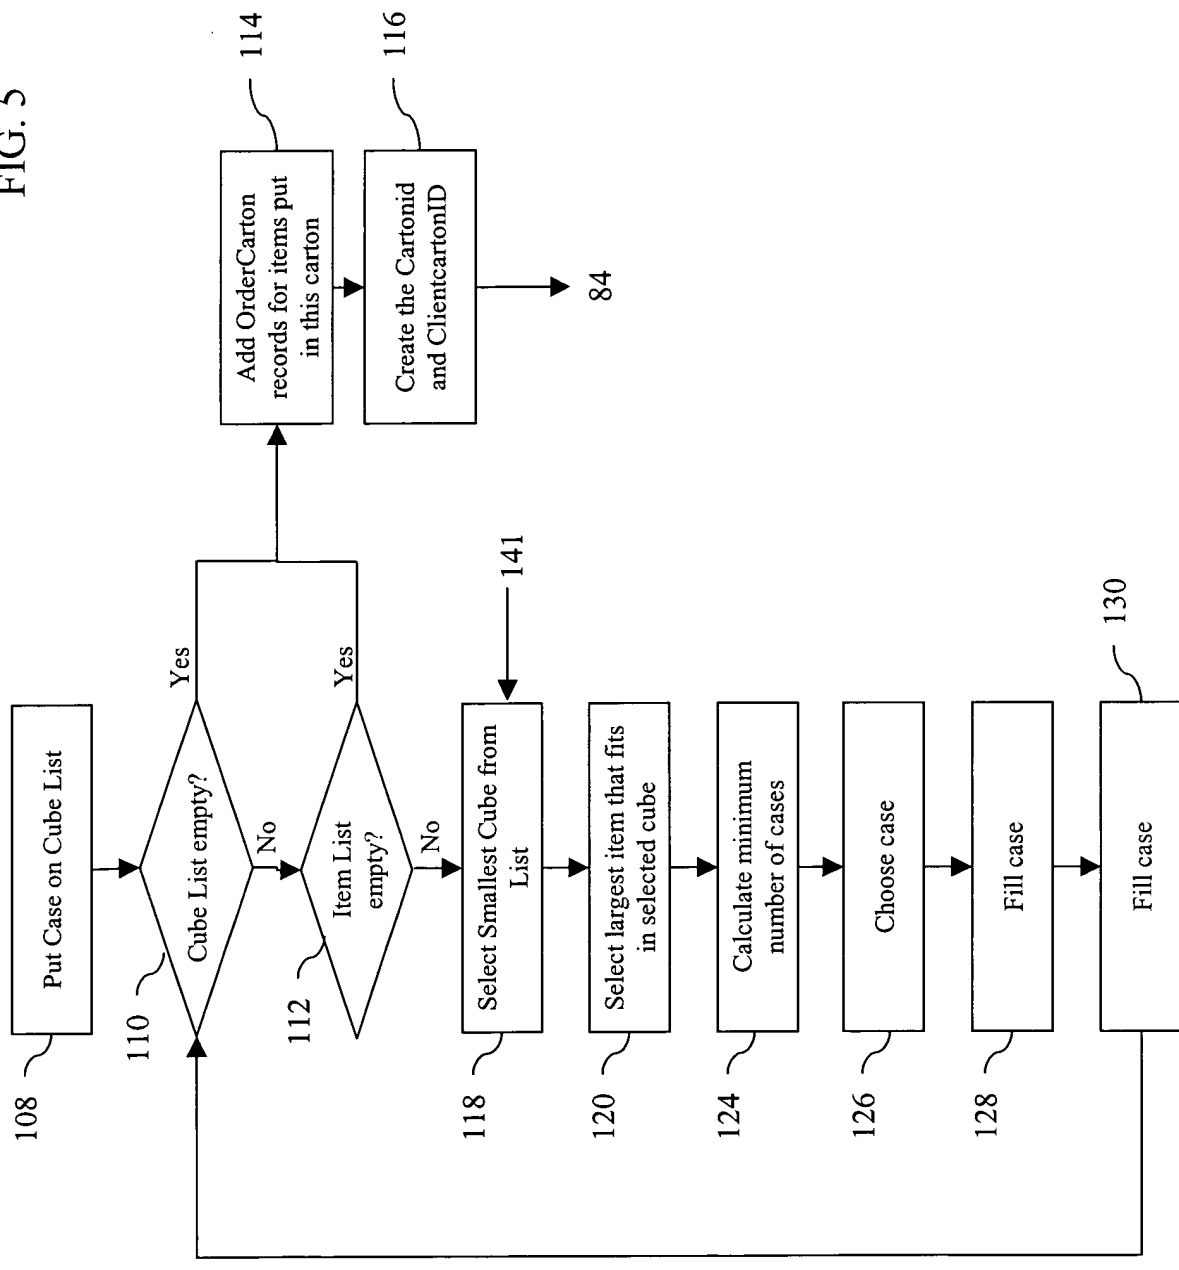 FIG. 5
108
Put Case on Cube List
110
Cube List empty?
Yes
No
112
Item List
empty?
Yes
No
114
Add OrderCarton
records for items put
in this carton
116
Create the Cartonid
and ClientcartonID
84
141
118
Select Smallest Cube from
List
120
Select largest item that fits
in selected cube
124
Calculate minimum
number of cases
126
Choose case
128
Fill case
130
Fill case